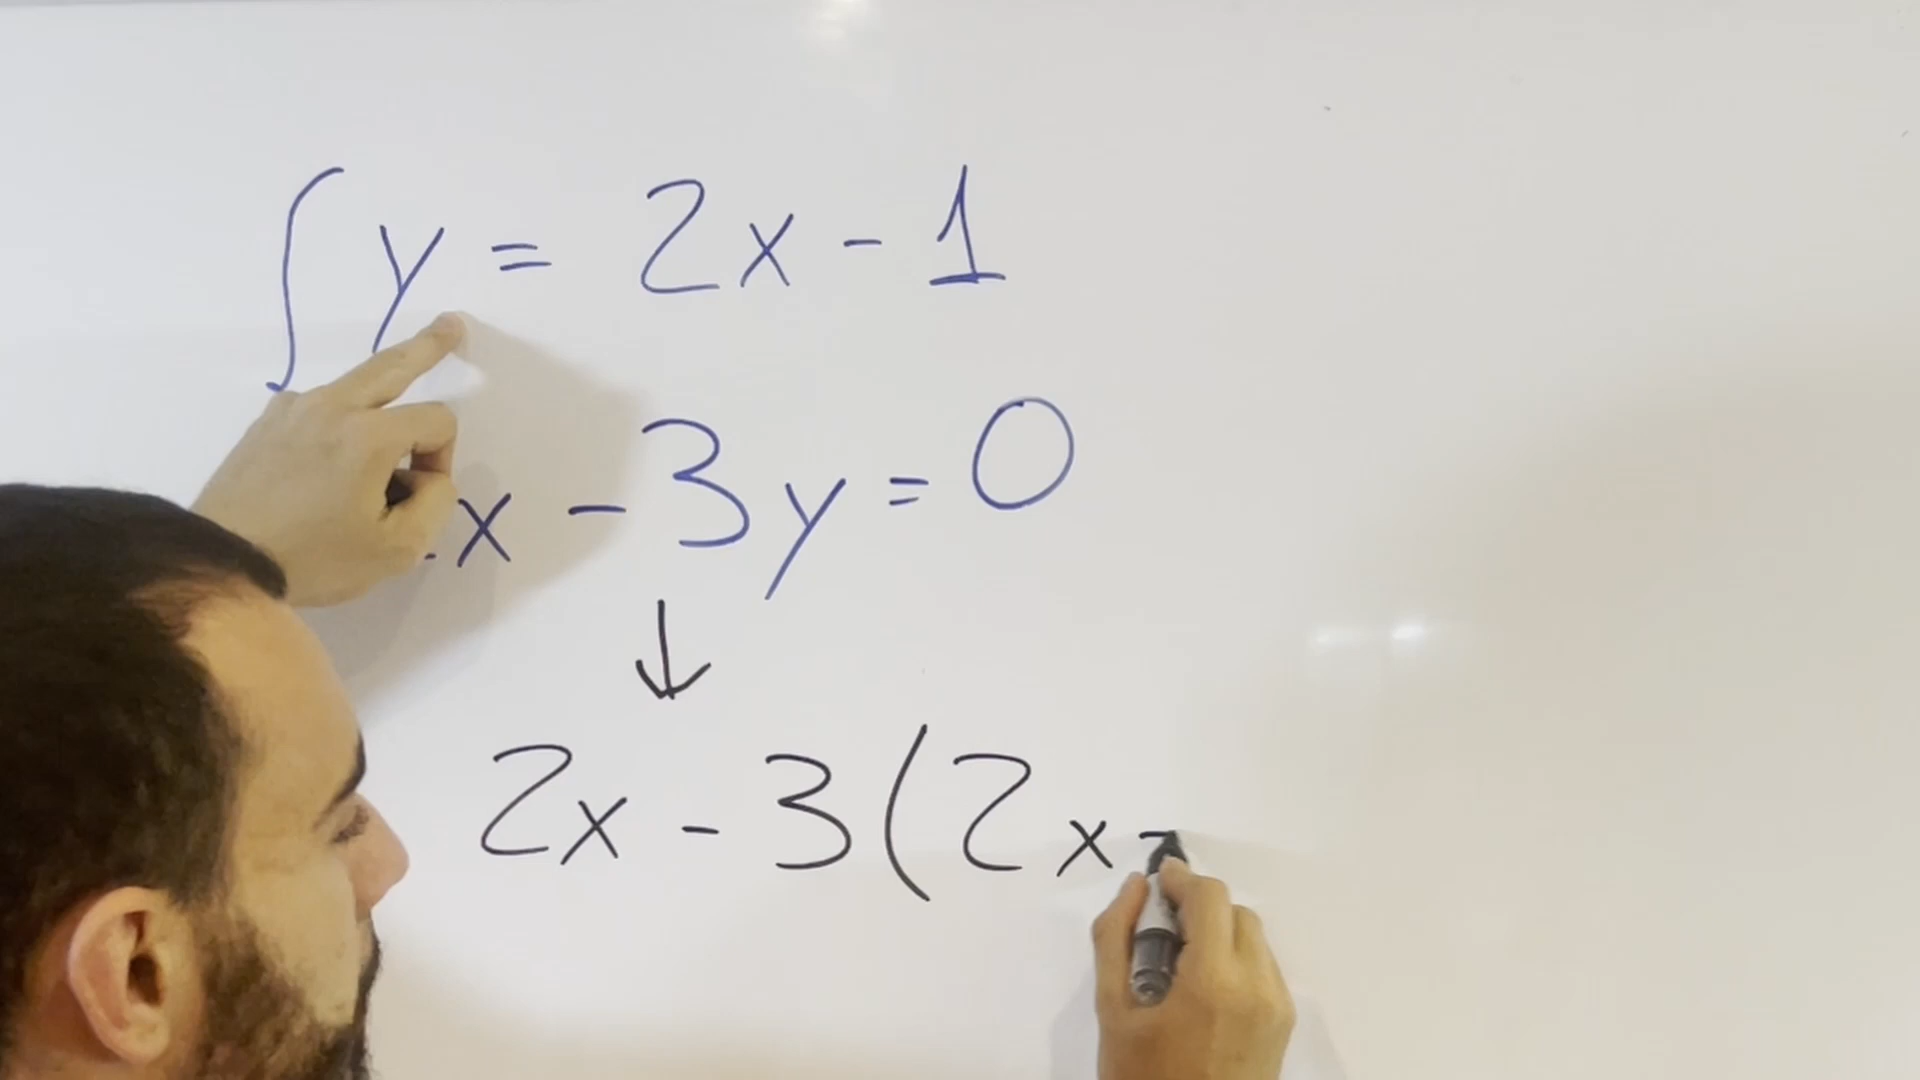 y = 2x - 1
x - 3y = 0
↓
2x - 3(2x -